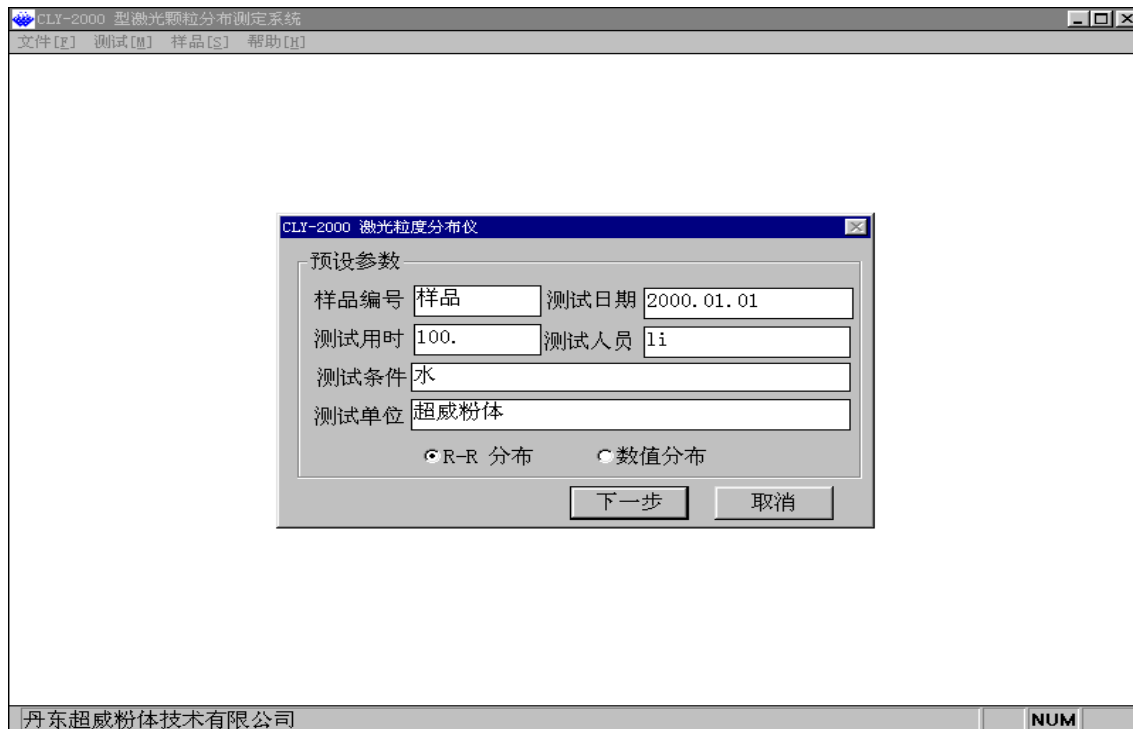 CLY-2000 型激光颗粒分布测定系统
文件[F] 测试[M] 样品[S] 帮助[H]
CLY-2000 激光粒度分布仪
预设参数
样品编号 样品 测试日期 2000.01.01
测试用时 100. 测试人员 li
测试条件 水
测试单位 超威粉体
R-R 分布 数值分布
下一步 取消
丹东超威粉体技术有限公司 NUM